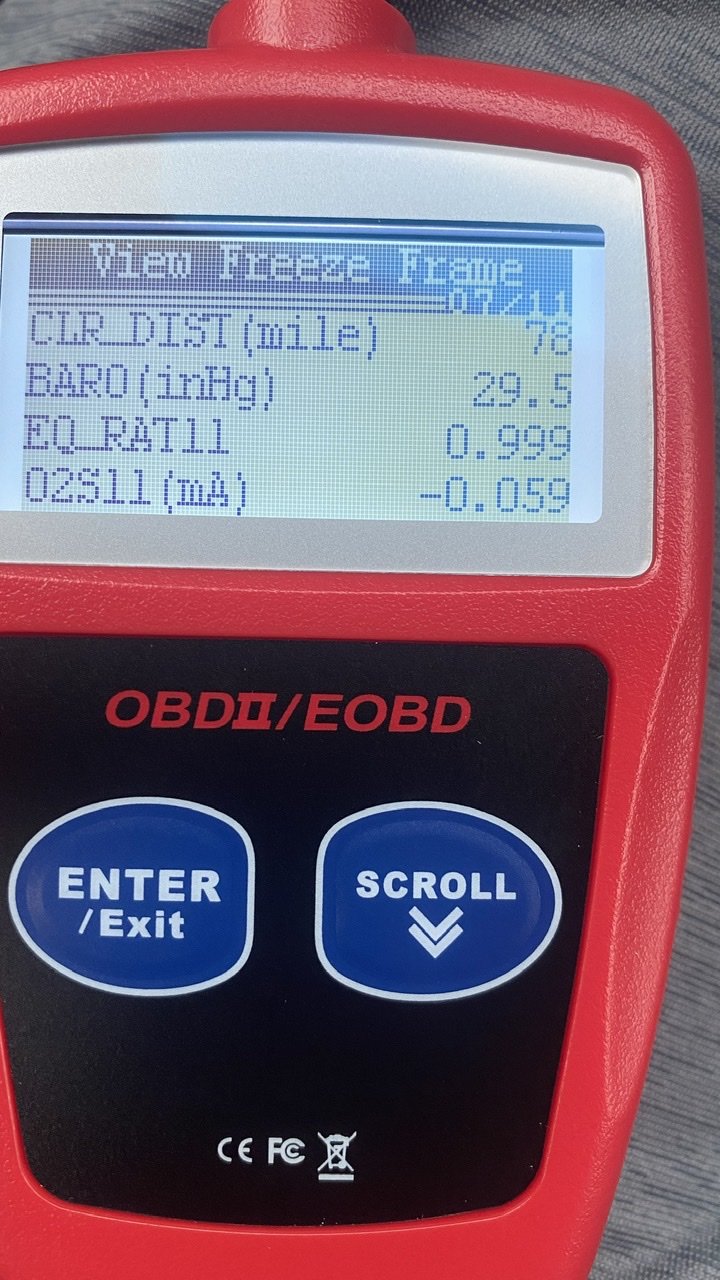 View Freeze Frame
07/11
CLR_DIST(mile) 78
BARO(inHg) 29.5
EQ_RAT11 0.999
O2S11(mA) -0.059
OBDII/EOBD
ENTER
/Exit
SCROLL
CE FC